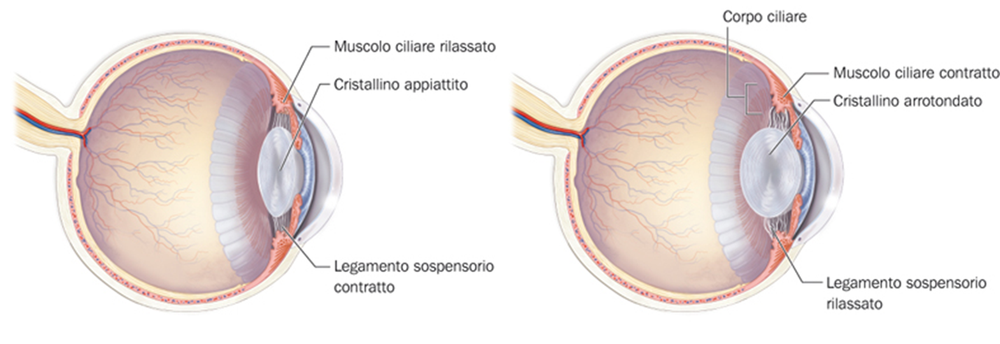 Muscolo ciliare rilassato
Cristallino appiattito
Legamento sospensorio
contratto
Corpo ciliare
Muscolo ciliare contratto
Cristallino arrotondato
Legamento sospensorio
rilassato